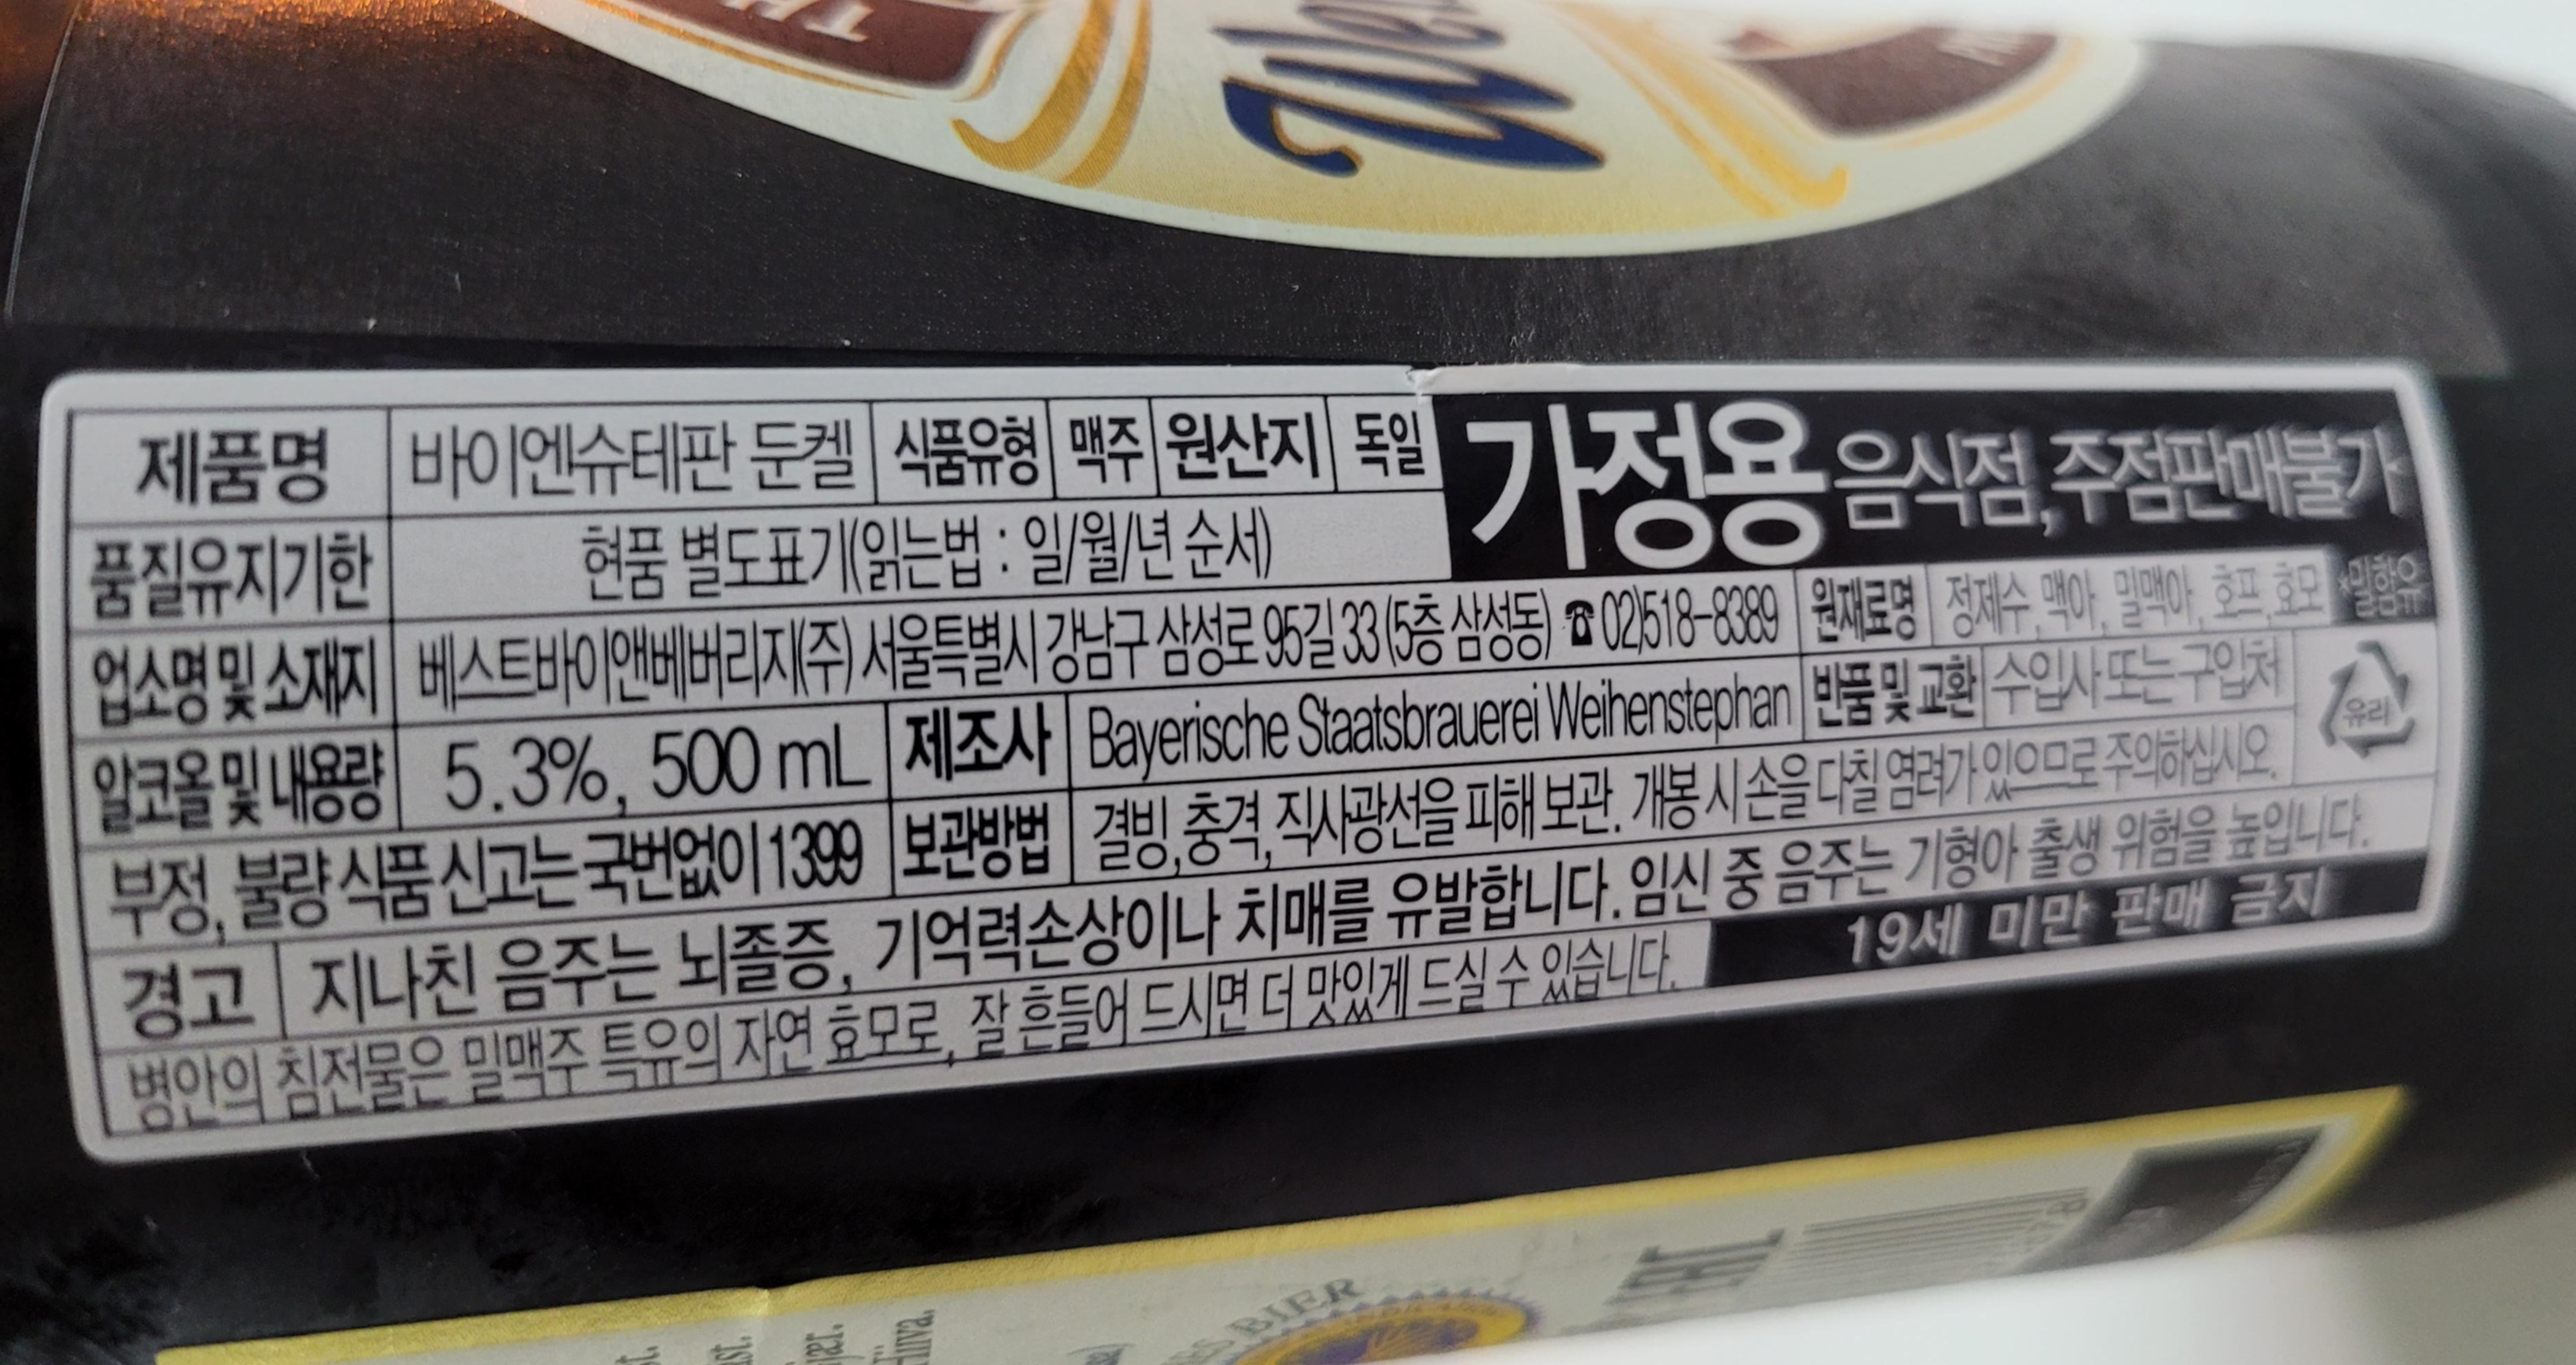 TH
We
제품명 바이엔슈테판 둔켈 식품유형 맥주 원산지 독일
가정용 음식점,주점판매불가
품질유지기한 현품 별도표기(읽는법 : 일/월/년 순서)
업소명 및 소재지 베스트바이앤베버리지(주) 서울특별시 강남구 삼성로 95길 33 (5층 삼성동) ☎ 02)518-8389 원재료명 정제수, 맥아, 밀맥아, 호프, 효모 *밀함유
알코올 및 내용량 5.3%, 500 mL 제조사 Bayerische Staatsbrauerei Weihenstephan 반품 및 교환 수입사 또는 구입처
유리
부정, 불량 식품 신고는 국번없이 1399 보관방법 결빙, 충격, 직사광선을 피해 보관. 개봉 시 손을 다칠 염려가 있으므로 주의하십시오.
경고 지나친 음주는 뇌졸증, 기억력손상이나 치매를 유발합니다. 임신 중 음주는 기형아 출생 위험을 높입니다.
병안의 침전물은 밀맥주 특유의 자연 효모로, 잘 흔들어 드시면 더 맛있게 드실 수 있습니다.
19세 미만 판매 금지
BIER